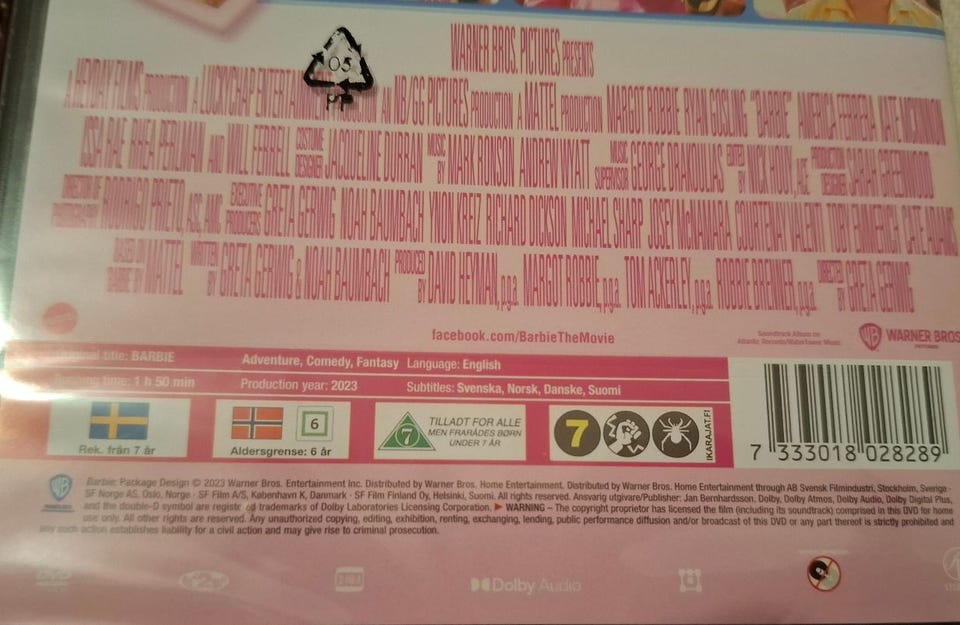 WARNER BROS. PICTURES PRESENTS
05
PP
A HEYDAY FILMS PRODUCTION A LUCKYCHAP ENTERTAINMENT PRODUCTION AN NB/GG PICTURES PRODUCTION A MATTEL PRODUCTION MARGOT ROBBIE RYAN GOSLING "BARBIE" AMERICA FERRERA KATE MCKINNON
ISSA RAE RHEA PERLMAN AND WILL FERRELL COSTUME DESIGNER JACQUELINE DURRAN MUSIC BY MARK RONSON ANDREW WYATT MUSIC SUPERVISOR GEORGE DRAKOULIAS EDITED BY NICK HOUY, ACE PRODUCTION DESIGNER SARAH GREENWOOD
DIRECTOR OF PHOTOGRAPHY RODRIGO PRIETO, ASC, AMC EXECUTIVE PRODUCERS GRETA GERWIG NOAH BAUMBACH YNON KREIZ RICHARD DICKSON MICHAEL SHARP JOSEY McNAMARA COURTENAY VALENTI TOBY EMMERICH CATE ADAMS
BASED ON BARBIE BY MATTEL WRITTEN BY GRETA GERWIG & NOAH BAUMBACH PRODUCED BY DAVID HEYMAN, p.g.a. MARGOT ROBBIE, p.g.a. TOM ACKERLEY, p.g.a. ROBBIE BRENNER, p.g.a. DIRECTED BY GRETA GERWIG
facebook.com/BarbieTheMovie
Soundtrack Album on
Atlantic Records/WaterTower Music
WB WARNER BROS
Original title: BARBIE Adventure, Comedy, Fantasy Language: English
Running time: 1 h 50 min Production year: 2023 Subtitles: Svenska, Norsk, Danske, Suomi
Rek. från 7 år
6
Aldersgrense: 6 år
7
TILLADT FOR ALLE
MEN FRARÅDES BØRN
UNDER 7 ÅR
7
IKARAJAT.FI
7 333018 028289
Barbie: Package Design © 2023 Warner Bros. Entertainment Inc. Distributed by Warner Bros. Home Entertainment, Distributed by Warner Bros. Home Entertainment through AB Svensk Filmindustri, Stockholm, Sverige ·
SF Norge AS, Oslo, Norge · SF Film A/S, København K, Danmark · SF Film Finland Oy, Helsinki, Suomi. All rights reserved. Ansvarig utgivare/Publisher: Jan Bernhardsson. Dolby, Dolby Atmos, Dolby Audio, Dolby Digital Plus,
and the double-D symbol are registered trademarks of Dolby Laboratories Licensing Corporation. ► WARNING – The copyright proprietor has licensed the film (including its soundtrack) comprised in this DVD for home
use only. All other rights are reserved. Any unauthorized copying, editing, exhibition, renting, exchanging, lending, public performance diffusion and/or broadcast of this DVD or any part thereof is strictly prohibited and
any such action establishes liability for a civil action and may give rise to criminal prosecution.
Dolby Audio